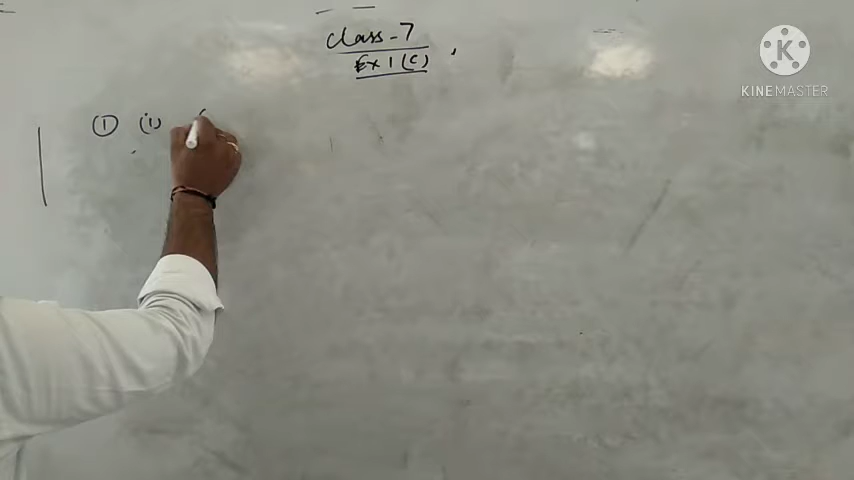 Class-7
Ex 1 (C)
① (i)
K
KINEMASTER